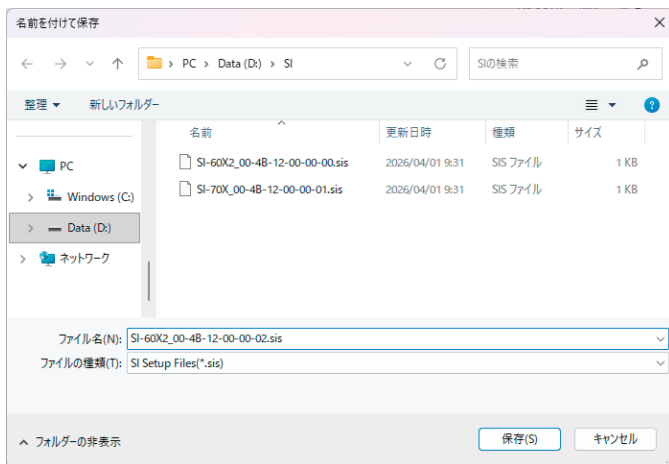 名前を付けて保存
PC > Data (D:) > SI
SIの検索
整理 新しいフォルダー
名前 更新日時 種類 サイズ
SI-60X2_00-4B-12-00-00-00.sis 2026/04/01 9:31 SIS ファイル 1 KB
SI-70X_00-4B-12-00-00-01.sis 2026/04/01 9:31 SIS ファイル 1 KB
PC
Windows (C:)
Data (D:)
ネットワーク
ファイル名(N): SI-60X2_00-4B-12-00-00-02.sis
ファイルの種類(T): SI Setup Files(*.sis)
フォルダーの非表示
保存(S) キャンセル